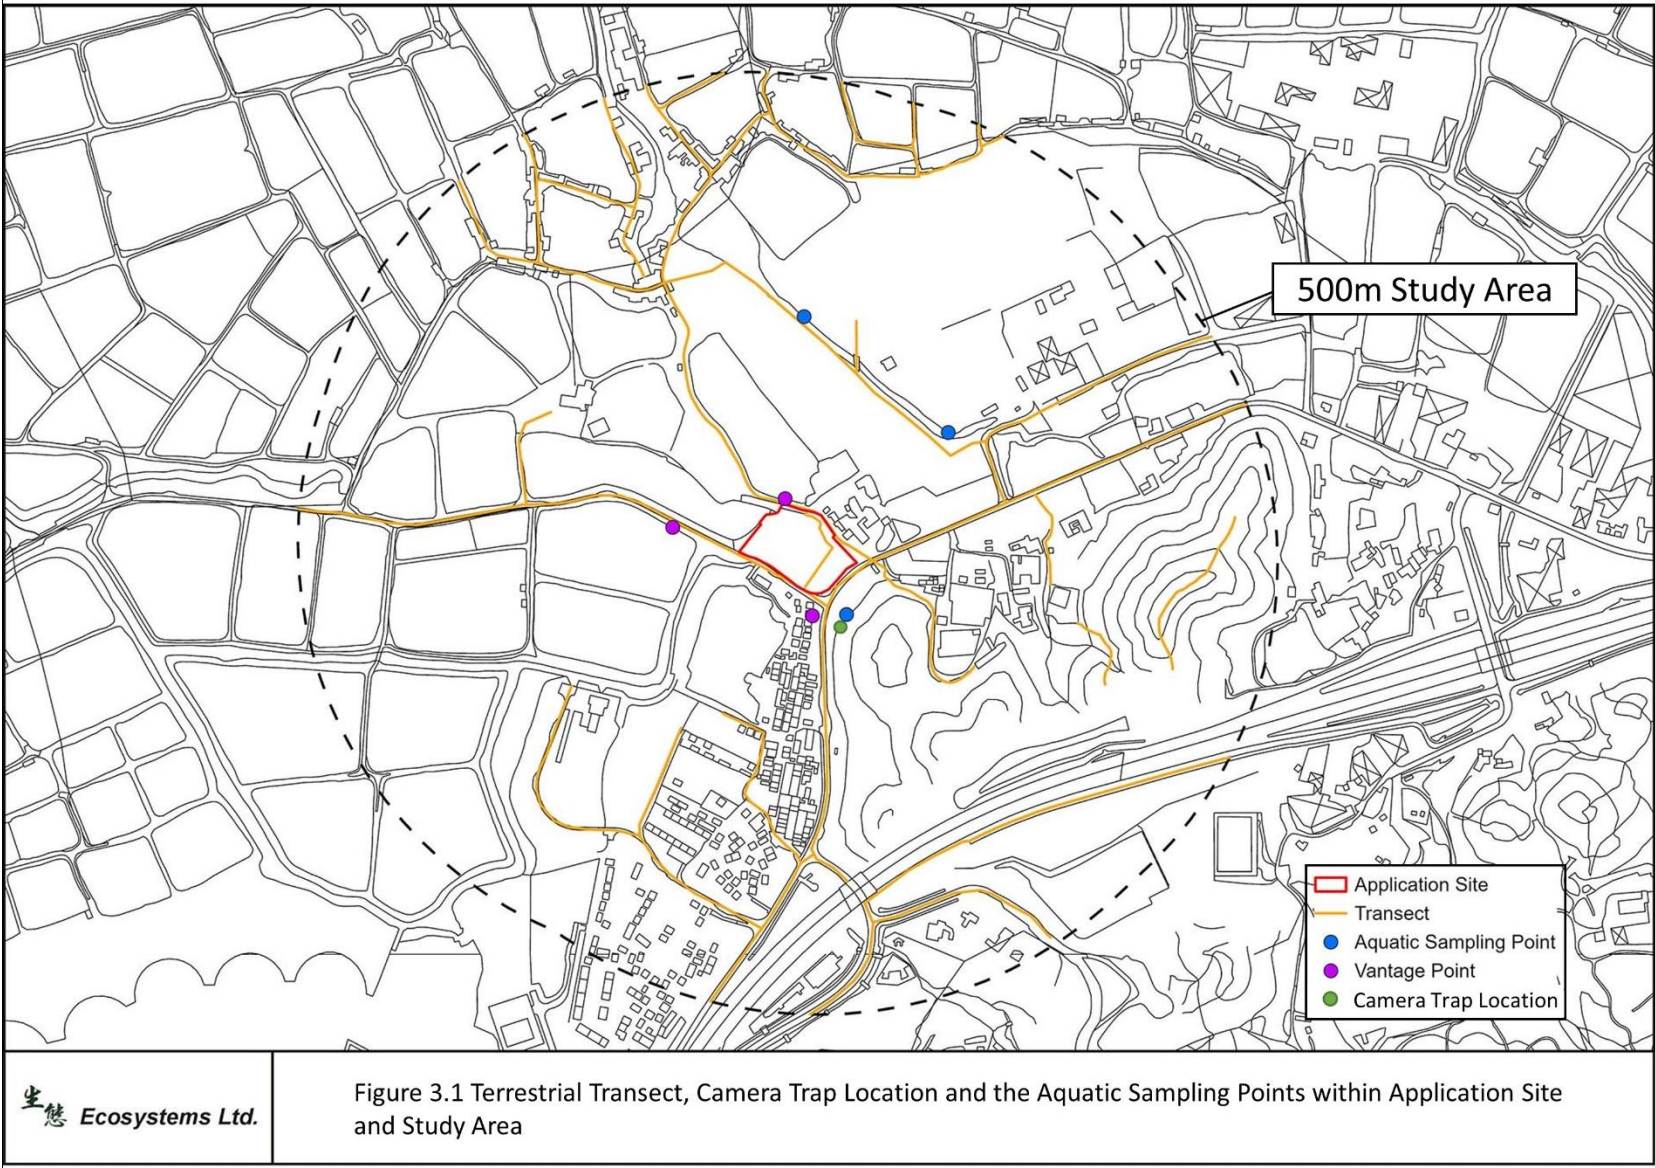 500m Study Area
Application Site
Transect
Aquatic Sampling Point
Vantage Point
Camera Trap Location
生態 Ecosystems Ltd.
Figure 3.1 Terrestrial Transect, Camera Trap Location and the Aquatic Sampling Points within Application Site
and Study Area